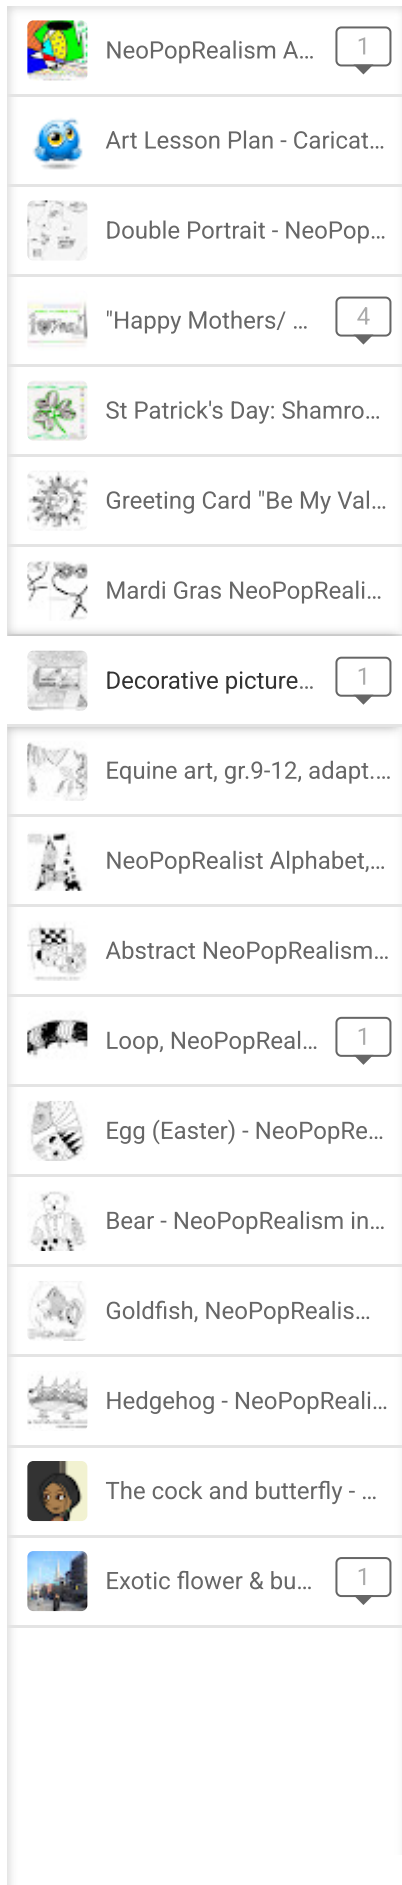 NeoPopRealism A...
1
Art Lesson Plan - Caricat...
Double Portrait - NeoPop...
"Happy Mothers/ ...
4
St Patrick's Day: Shamro...
Greeting Card "Be My Val...
Mardi Gras NeoPopReali...
Decorative picture...
1
Equine art, gr.9-12, adapt....
NeoPopRealist Alphabet,...
Abstract NeoPopRealism...
Loop, NeoPopReal...
1
Egg (Easter) - NeoPopRe...
Bear - NeoPopRealism in...
Goldfish, NeoPopRealis...
Hedgehog - NeoPopReali...
The cock and butterfly - ...
Exotic flower & bu...
1